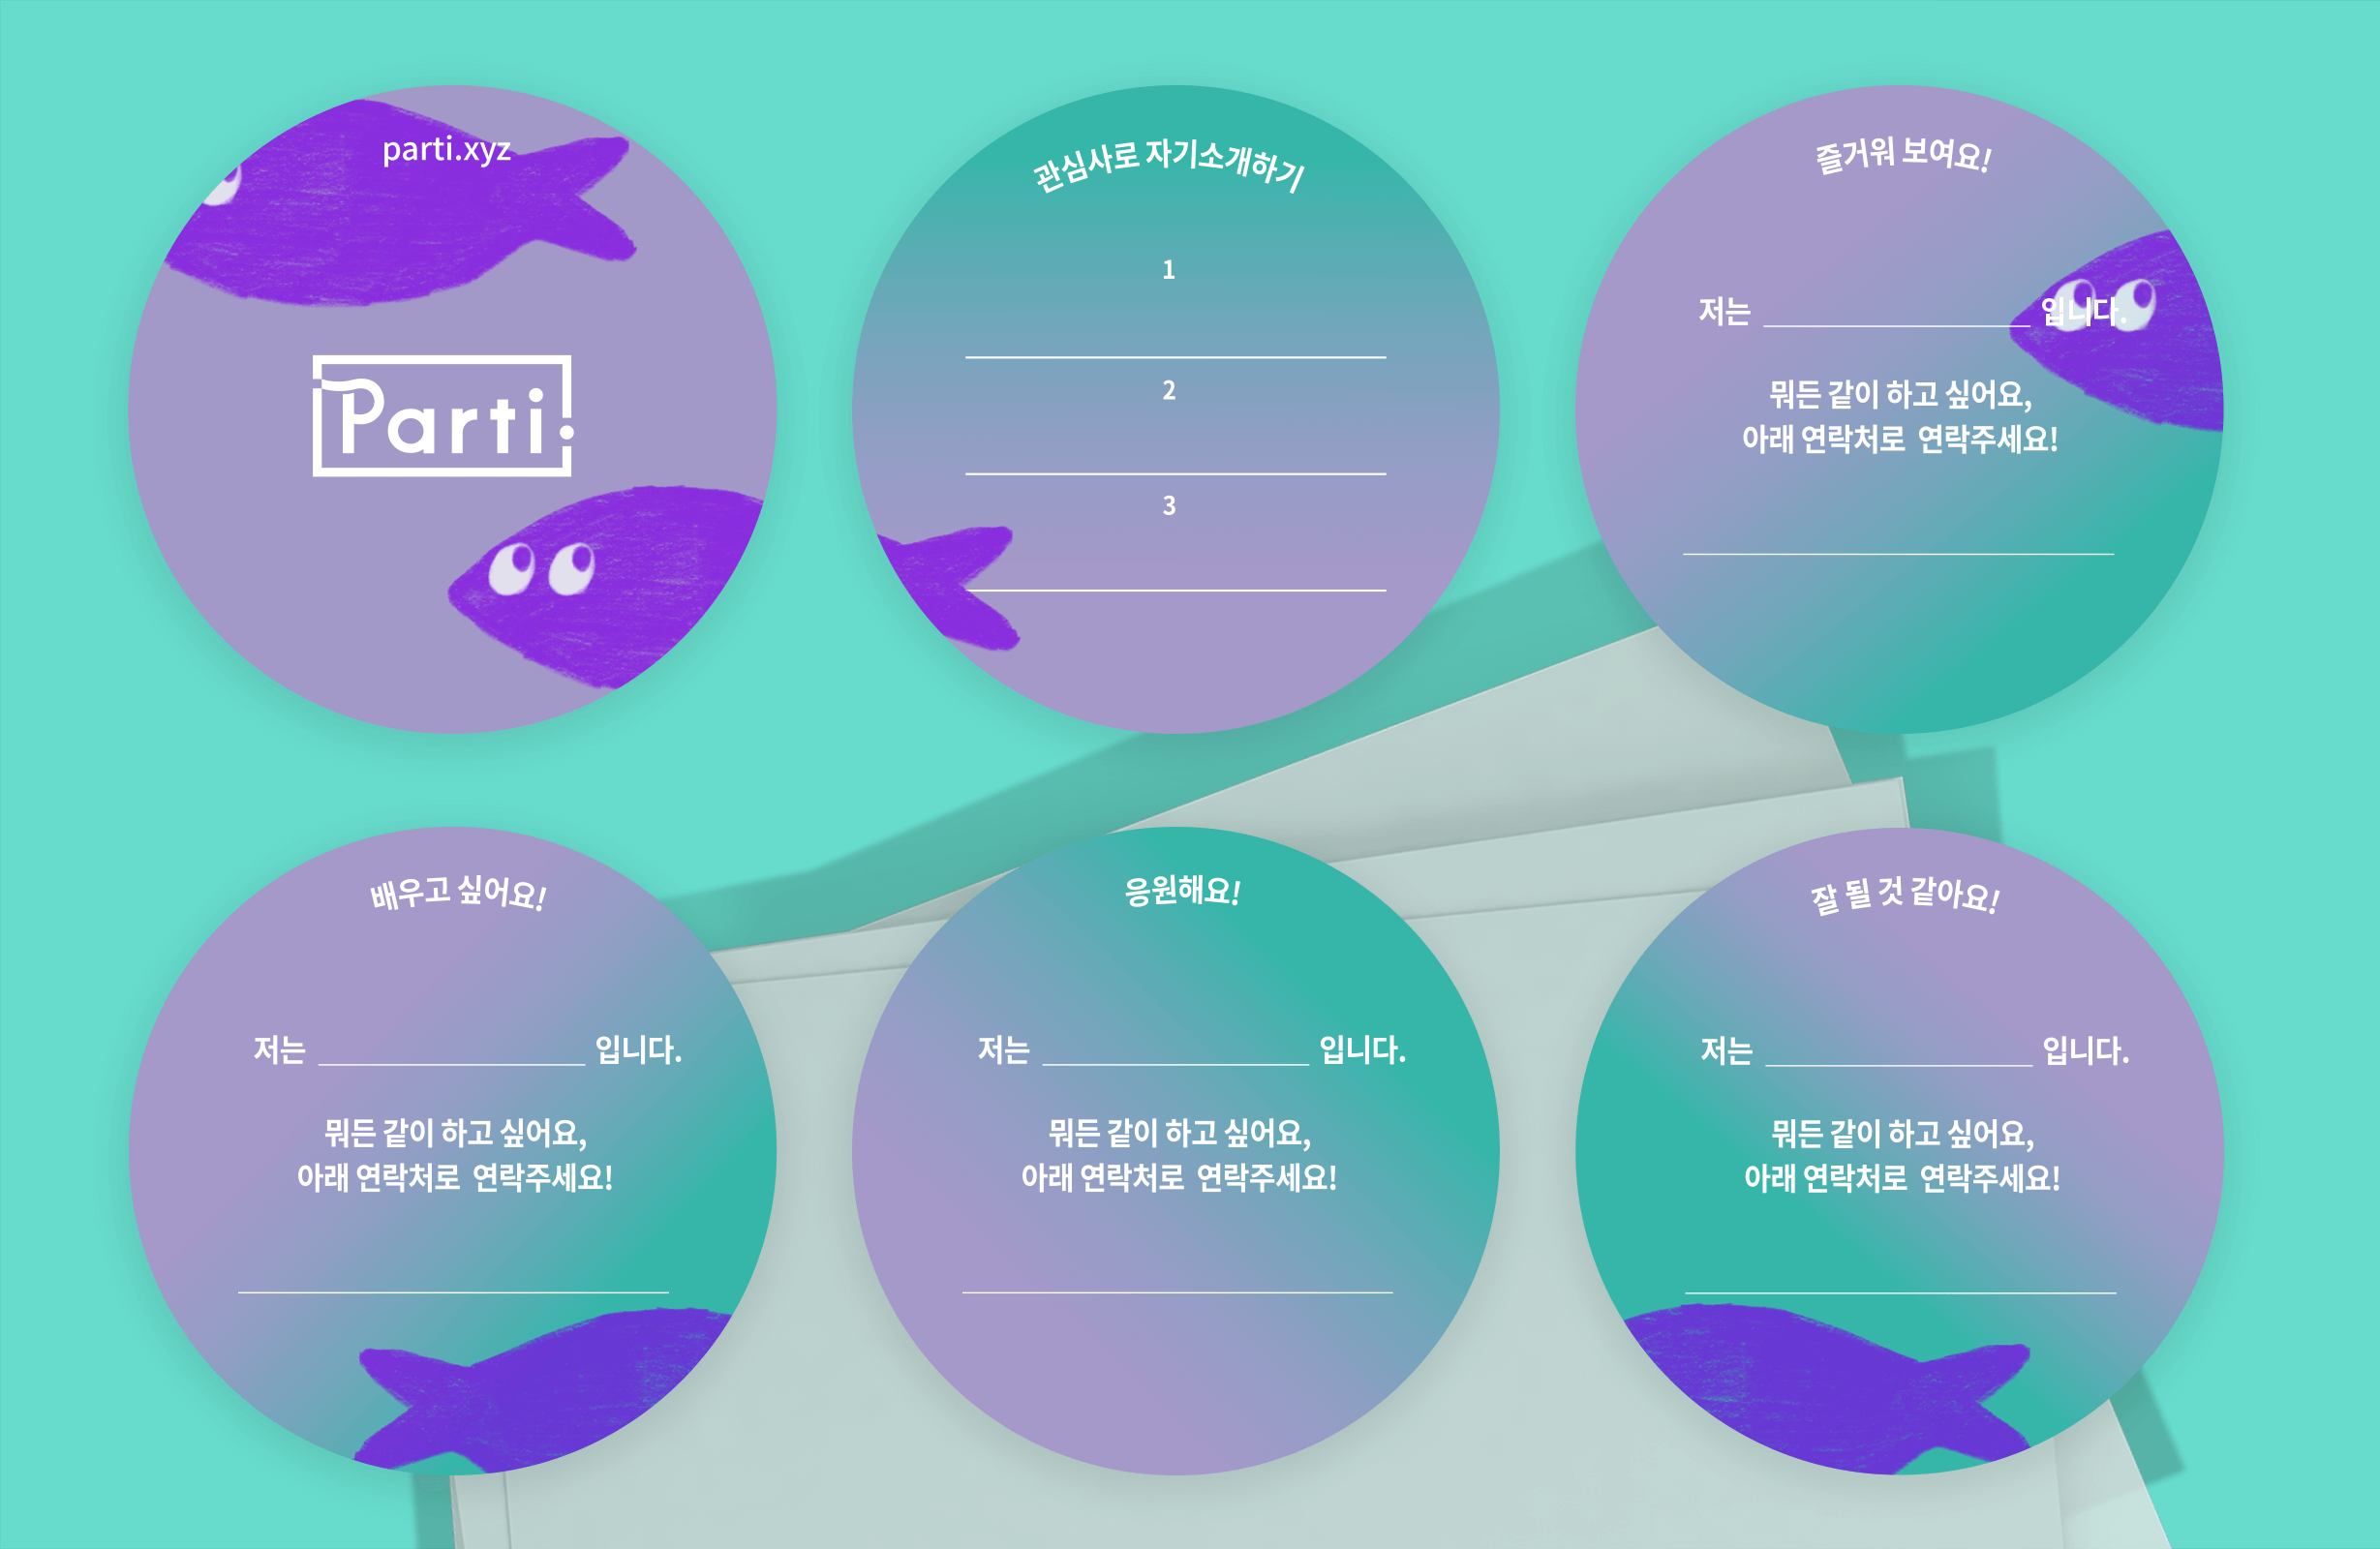 parti.xyz
Parti
관심사로 자기소개하기
1
2
3
즐거워 보여요!
저는 입니다.
뭐든 같이 하고 싶어요,
아래 연락처로 연락주세요!
배우고 싶어요!
저는 입니다.
뭐든 같이 하고 싶어요,
아래 연락처로 연락주세요!
응원해요!
저는 입니다.
뭐든 같이 하고 싶어요,
아래 연락처로 연락주세요!
잘 될 것 같아요!
저는 입니다.
뭐든 같이 하고 싶어요,
아래 연락처로 연락주세요!